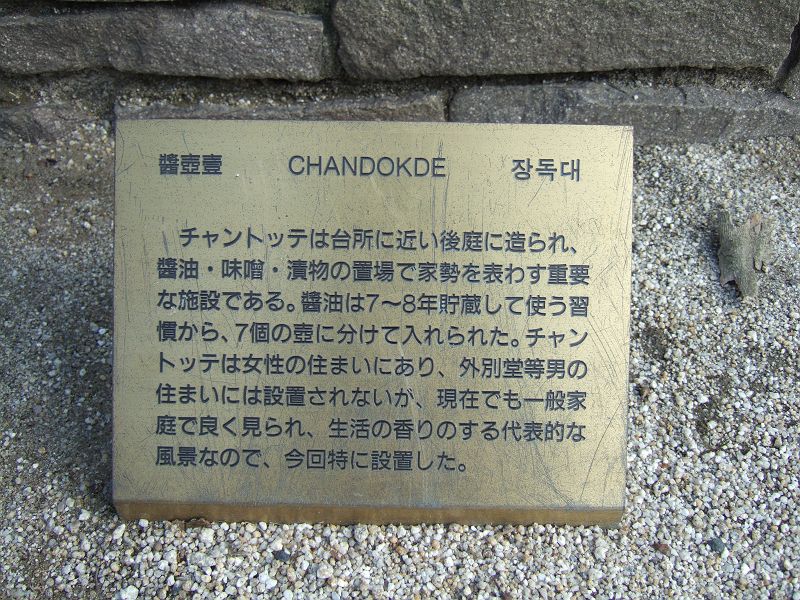 醬壺壹 CHANDOKDE 장독대
チャントッテは台所に近い後庭に造られ、
醬油・味噌・漬物の置場で家勢を表わす重要
な施設である。醬油は7〜8年貯蔵して使う習
慣から、7個の壺に分けて入れられた。チャン
トッテは女性の住まいにあり、外別堂等男の
住まいには設置されないが、現在でも一般家
庭で良く見られ、生活の香りのする代表的な
風景なので、今回特に設置した。